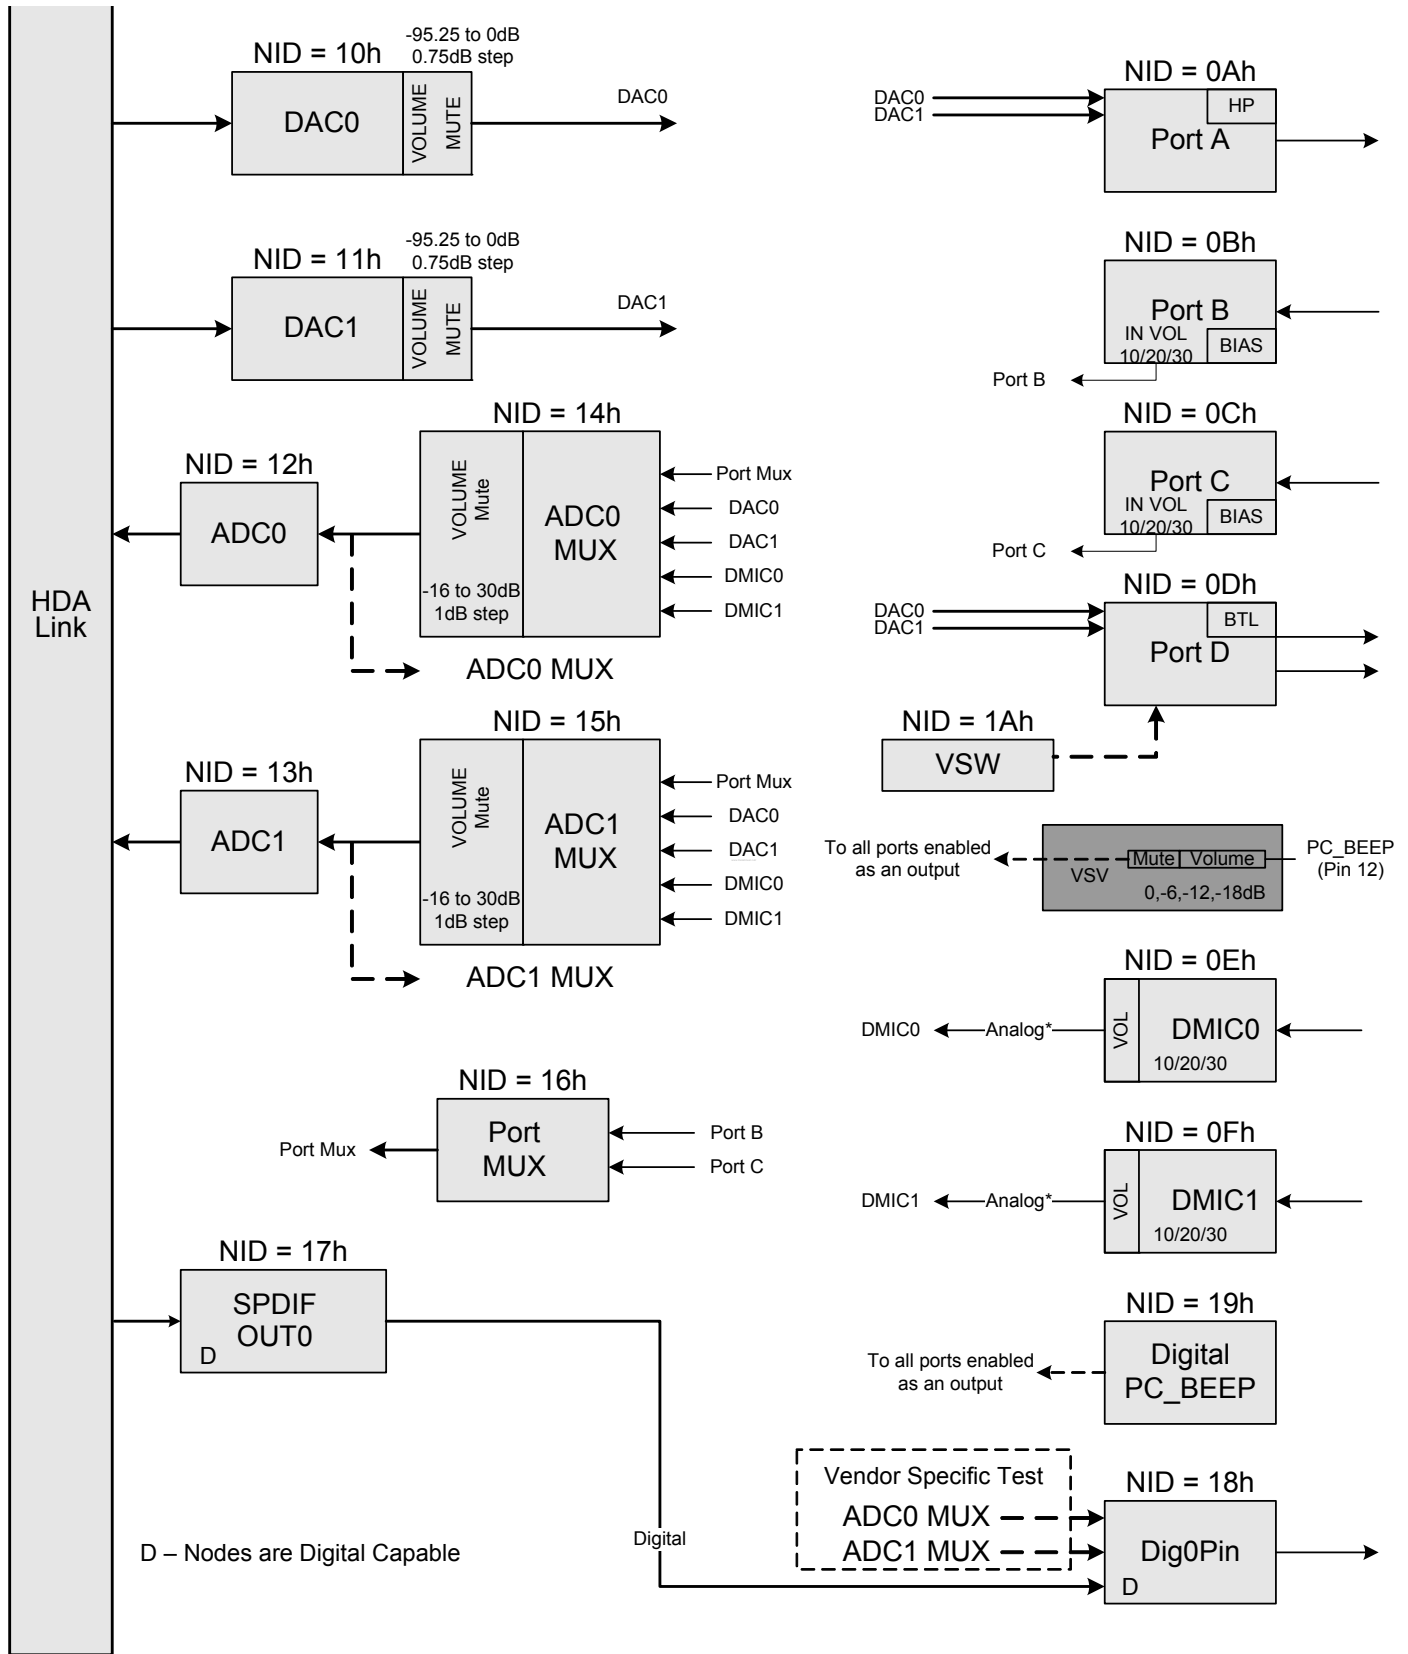 HDA
Link
NID = 10h
-95.25 to 0dB
0.75dB step
DAC0
VOLUME
MUTE
DAC0
NID = 11h
-95.25 to 0dB
0.75dB step
DAC1
VOLUME
MUTE
DAC1
NID = 14h
NID = 12h
ADC0
VOLUME
Mute
-16 to 30dB
1dB step
ADC0
MUX
Port Mux
DAC0
DAC1
DMIC0
DMIC1
ADC0 MUX
NID = 15h
NID = 13h
ADC1
VOLUME
Mute
-16 to 30dB
1dB step
ADC1
MUX
Port Mux
DAC0
DAC1
DMIC0
DMIC1
ADC1 MUX
NID = 16h
Port Mux
Port
MUX
Port B
Port C
NID = 17h
SPDIF
OUT0
D
Digital
D – Nodes are Digital Capable
NID = 0Ah
DAC0
DAC1
HP
Port A
NID = 0Bh
Port B
IN VOL
10/20/30
BIAS
Port B
NID = 0Ch
Port C
IN VOL
10/20/30
BIAS
Port C
NID = 0Dh
DAC0
DAC1
BTL
Port D
NID = 1Ah
VSW
To all ports enabled
as an output
VSV
Mute
Volume
0,-6,-12,-18dB
PC_BEEP
(Pin 12)
NID = 0Eh
DMIC0
Analog*
VOL
DMIC0
10/20/30
NID = 0Fh
DMIC1
Analog*
VOL
DMIC1
10/20/30
NID = 19h
To all ports enabled
as an output
Digital
PC_BEEP
Vendor Specific Test
ADC0 MUX
ADC1 MUX
NID = 18h
Dig0Pin
D